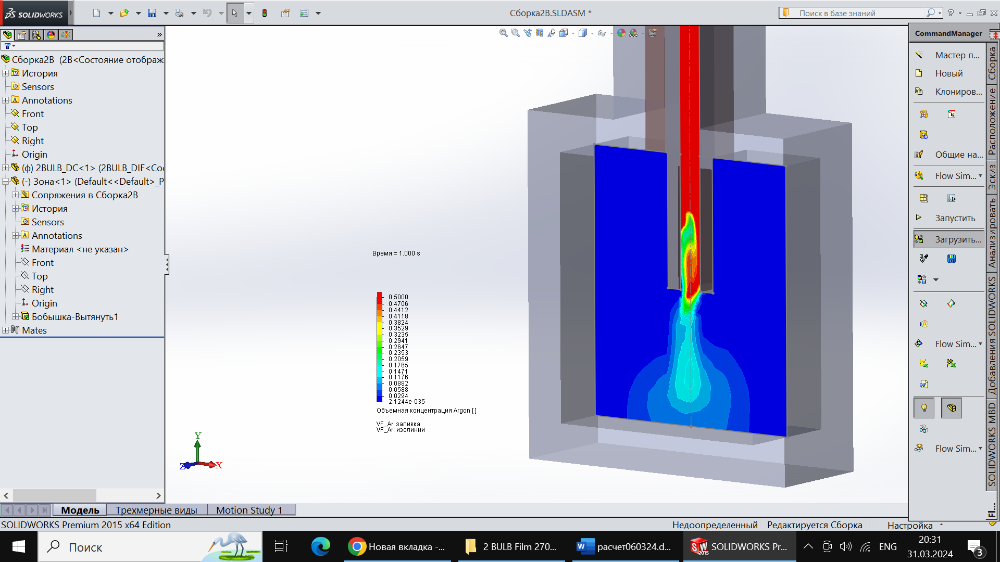 SOLIDWORKS
Сборка2В.SLDASM *
Поиск в базе знаний
?
CommandManager
Сборка2В (2В<Состояние отображ
История
Sensors
Annotations
Front
Top
Right
Origin
(ф) 2BULB_DC<1> (2BULB_DIF<Со
(-) Зона<1> (Default<<Default>_P
Сопряжения в Сборка2В
История
Sensors
Annotations
Материал <не указан>
Front
Top
Right
Origin
Бобышка-Вытянуть1
Mates
Время = 1.000 s
0.5000
0.4706
0.4412
0.4118
0.3824
0.3529
0.3235
0.2941
0.2647
0.2353
0.2059
0.1765
0.1471
0.1176
0.0882
0.0588
0.0294
2.1244e-035
Объемная концентрация Argon [ ]
VF_Ar: заливка
VF_Ar: изолинии
Y
Z
X
Мастер п...
Новый
Клониров...
Общие на...
Flow Sim...
Запустить
Загрузить...
Flow Sim...
Flow Sim...
Сборка
Расположение
Эскиз
Анализировать
Добавления SOLIDWORKS
SOLIDWORKS MBD
Fl...
Модель
Трехмерные виды
Motion Study 1
SOLIDWORKS Premium 2015 x64 Edition
Недоопределенный
Редактируется Сборка
Настройка
Поиск
Новая вкладка -...
2 BULB Film 270...
расчет060324.d...
SOLIDWORKS Pr...
ENG
20:31
31.03.2024
3